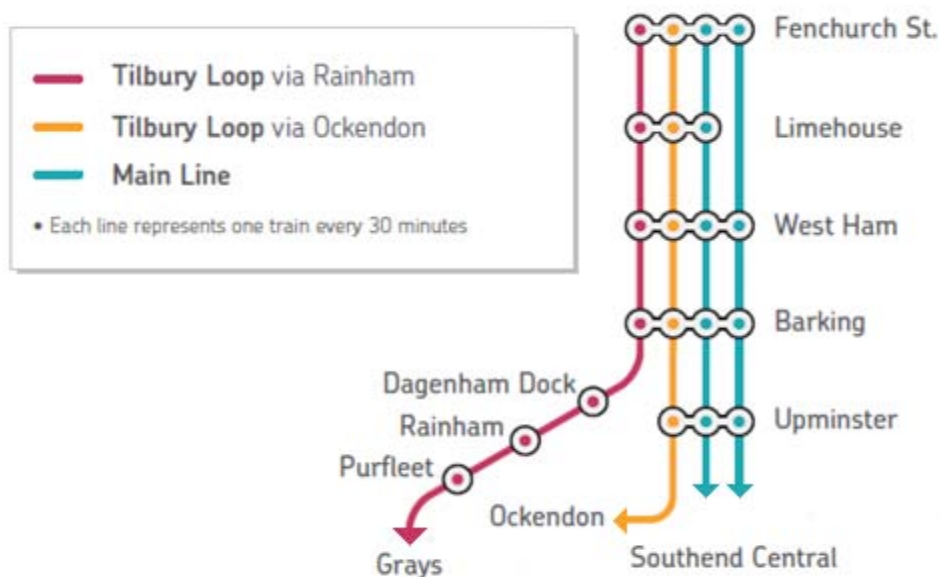 Tilbury Loop via Rainham
Tilbury Loop via Ockendon
Main Line
• Each line represents one train every 30 minutes
Fenchurch St.
Limehouse
West Ham
Barking
Dagenham Dock
Rainham
Purfleet
Upminster
Ockendon
Southend Central
Grays